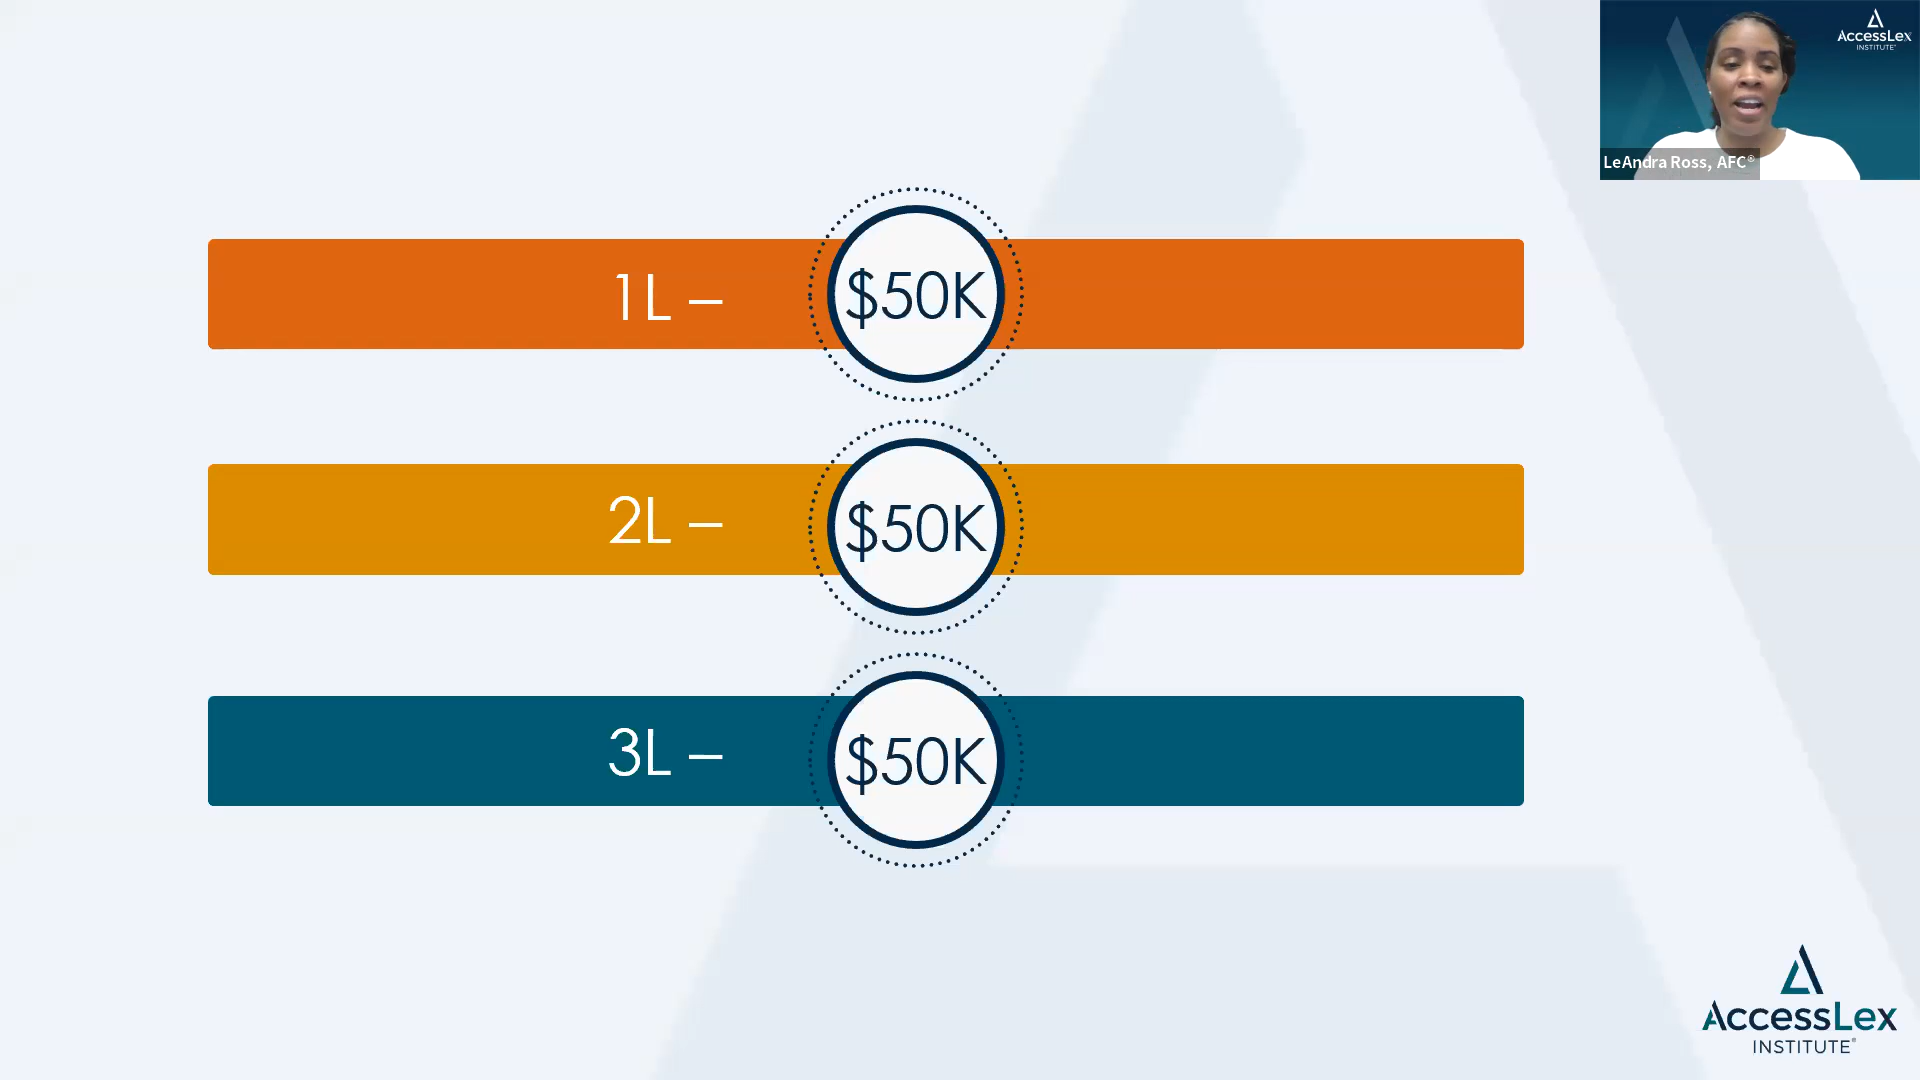 AccessLex
INSTITUTE®
LeAndra Ross, AFC®
1L – $50K
2L – $50K
3L – $50K
AccessLex
INSTITUTE®